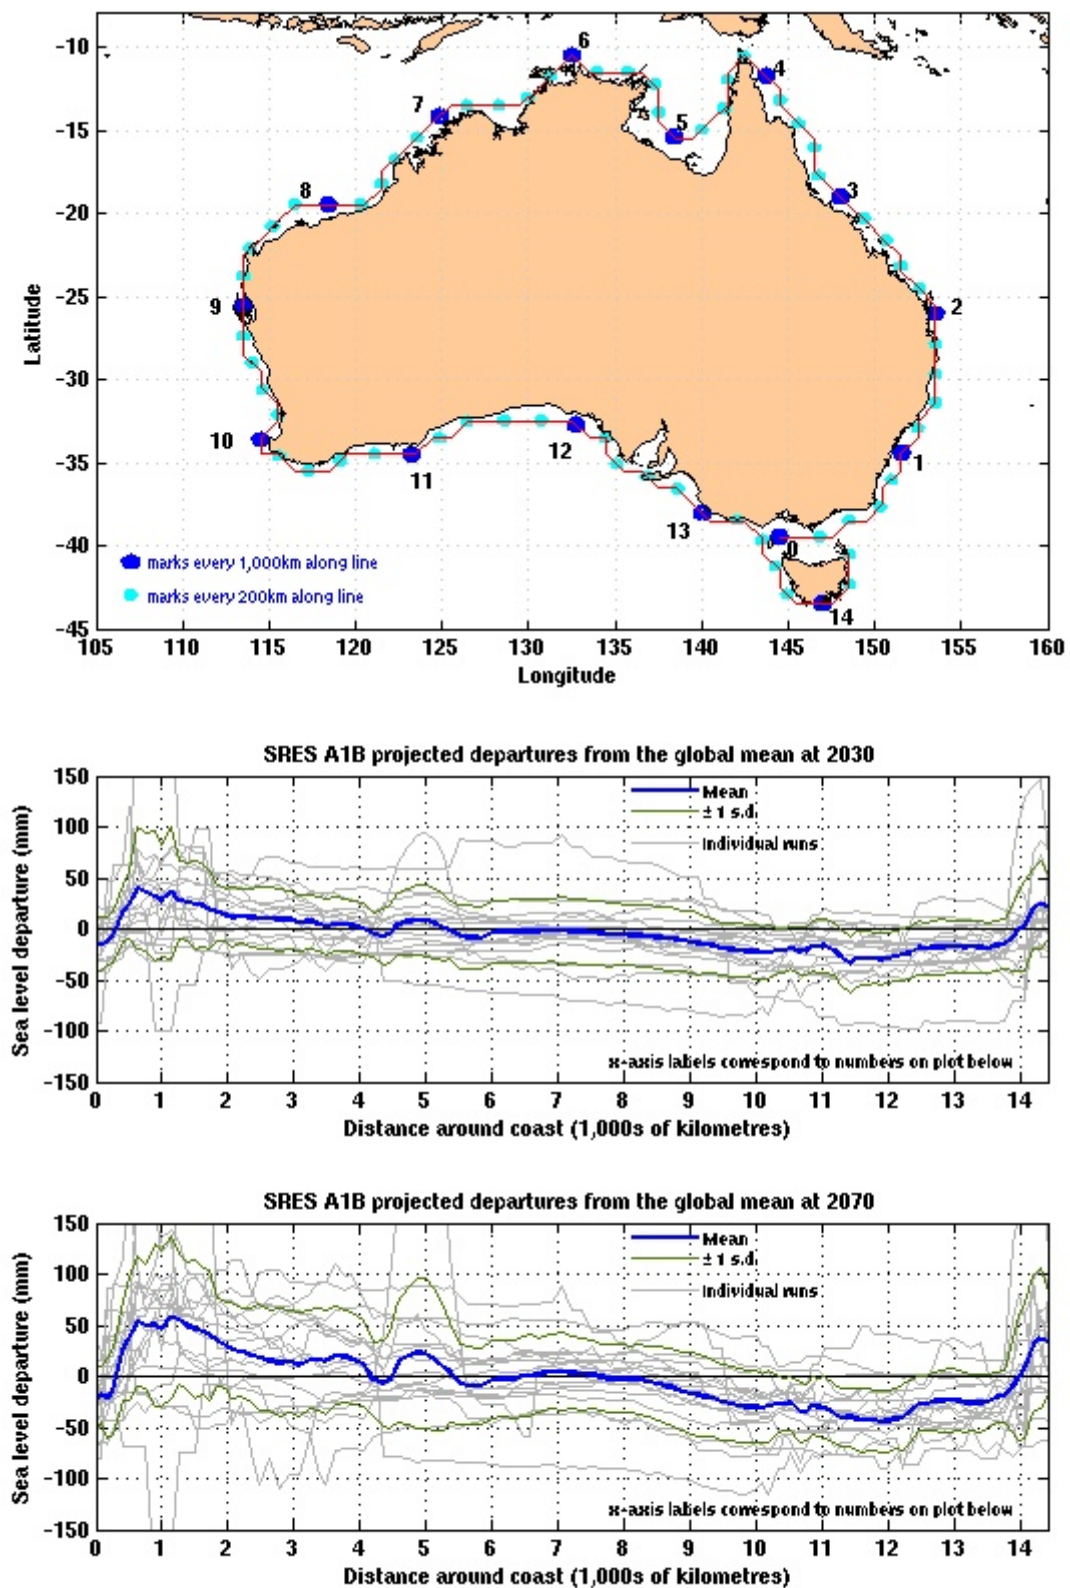 -10
-15
-20
-25
-30
-35
-40
-45
Latitude
6
4
7
5
8
3
9
2
10
12
11
1
13
0
14
marks every 1,000km along line
marks every 200km along line
105 110 115 120 125 130 135 140 145 150 155 160
Longitude
SRES A1B projected departures from the global mean at 2030
150
100
50
0
-50
-100
-150
Sea level departure (mm)
Mean
± 1 s.d.
Individual runs
x-axis labels correspond to numbers on plot below
0 1 2 3 4 5 6 7 8 9 10 11 12 13 14
Distance around coast (1,000s of kilometres)
SRES A1B projected departures from the global mean at 2070
150
100
50
0
-50
-100
-150
Sea level departure (mm)
Mean
± 1 s.d.
Individual runs
x-axis labels correspond to numbers on plot below
0 1 2 3 4 5 6 7 8 9 10 11 12 13 14
Distance around coast (1,000s of kilometres)